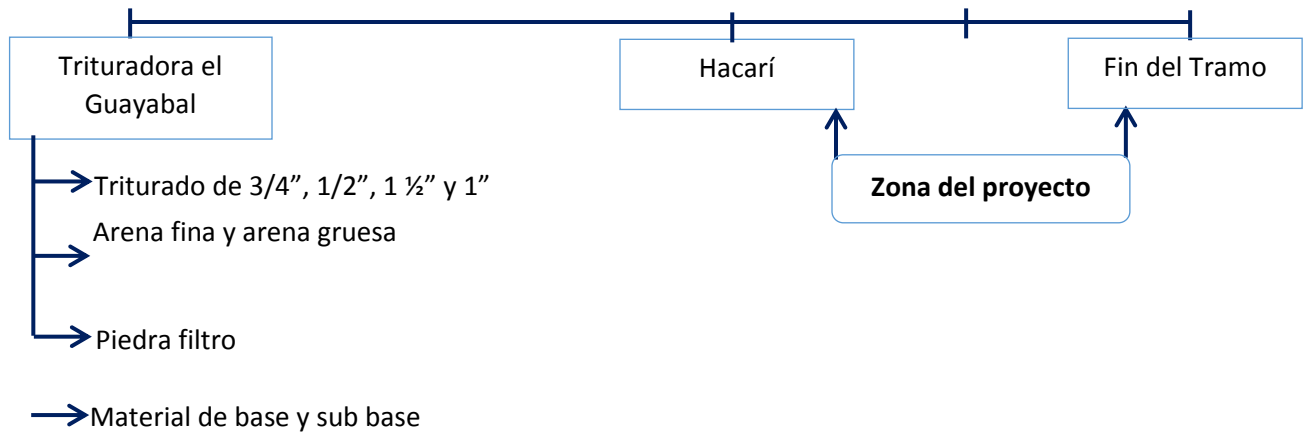 Trituradora el
Guayabal
Hacarí
Fin del Tramo
Zona del proyecto
Triturado de 3/4”, 1/2”, 1 ½” y 1”
Arena fina y arena gruesa
Piedra filtro
Material de base y sub base